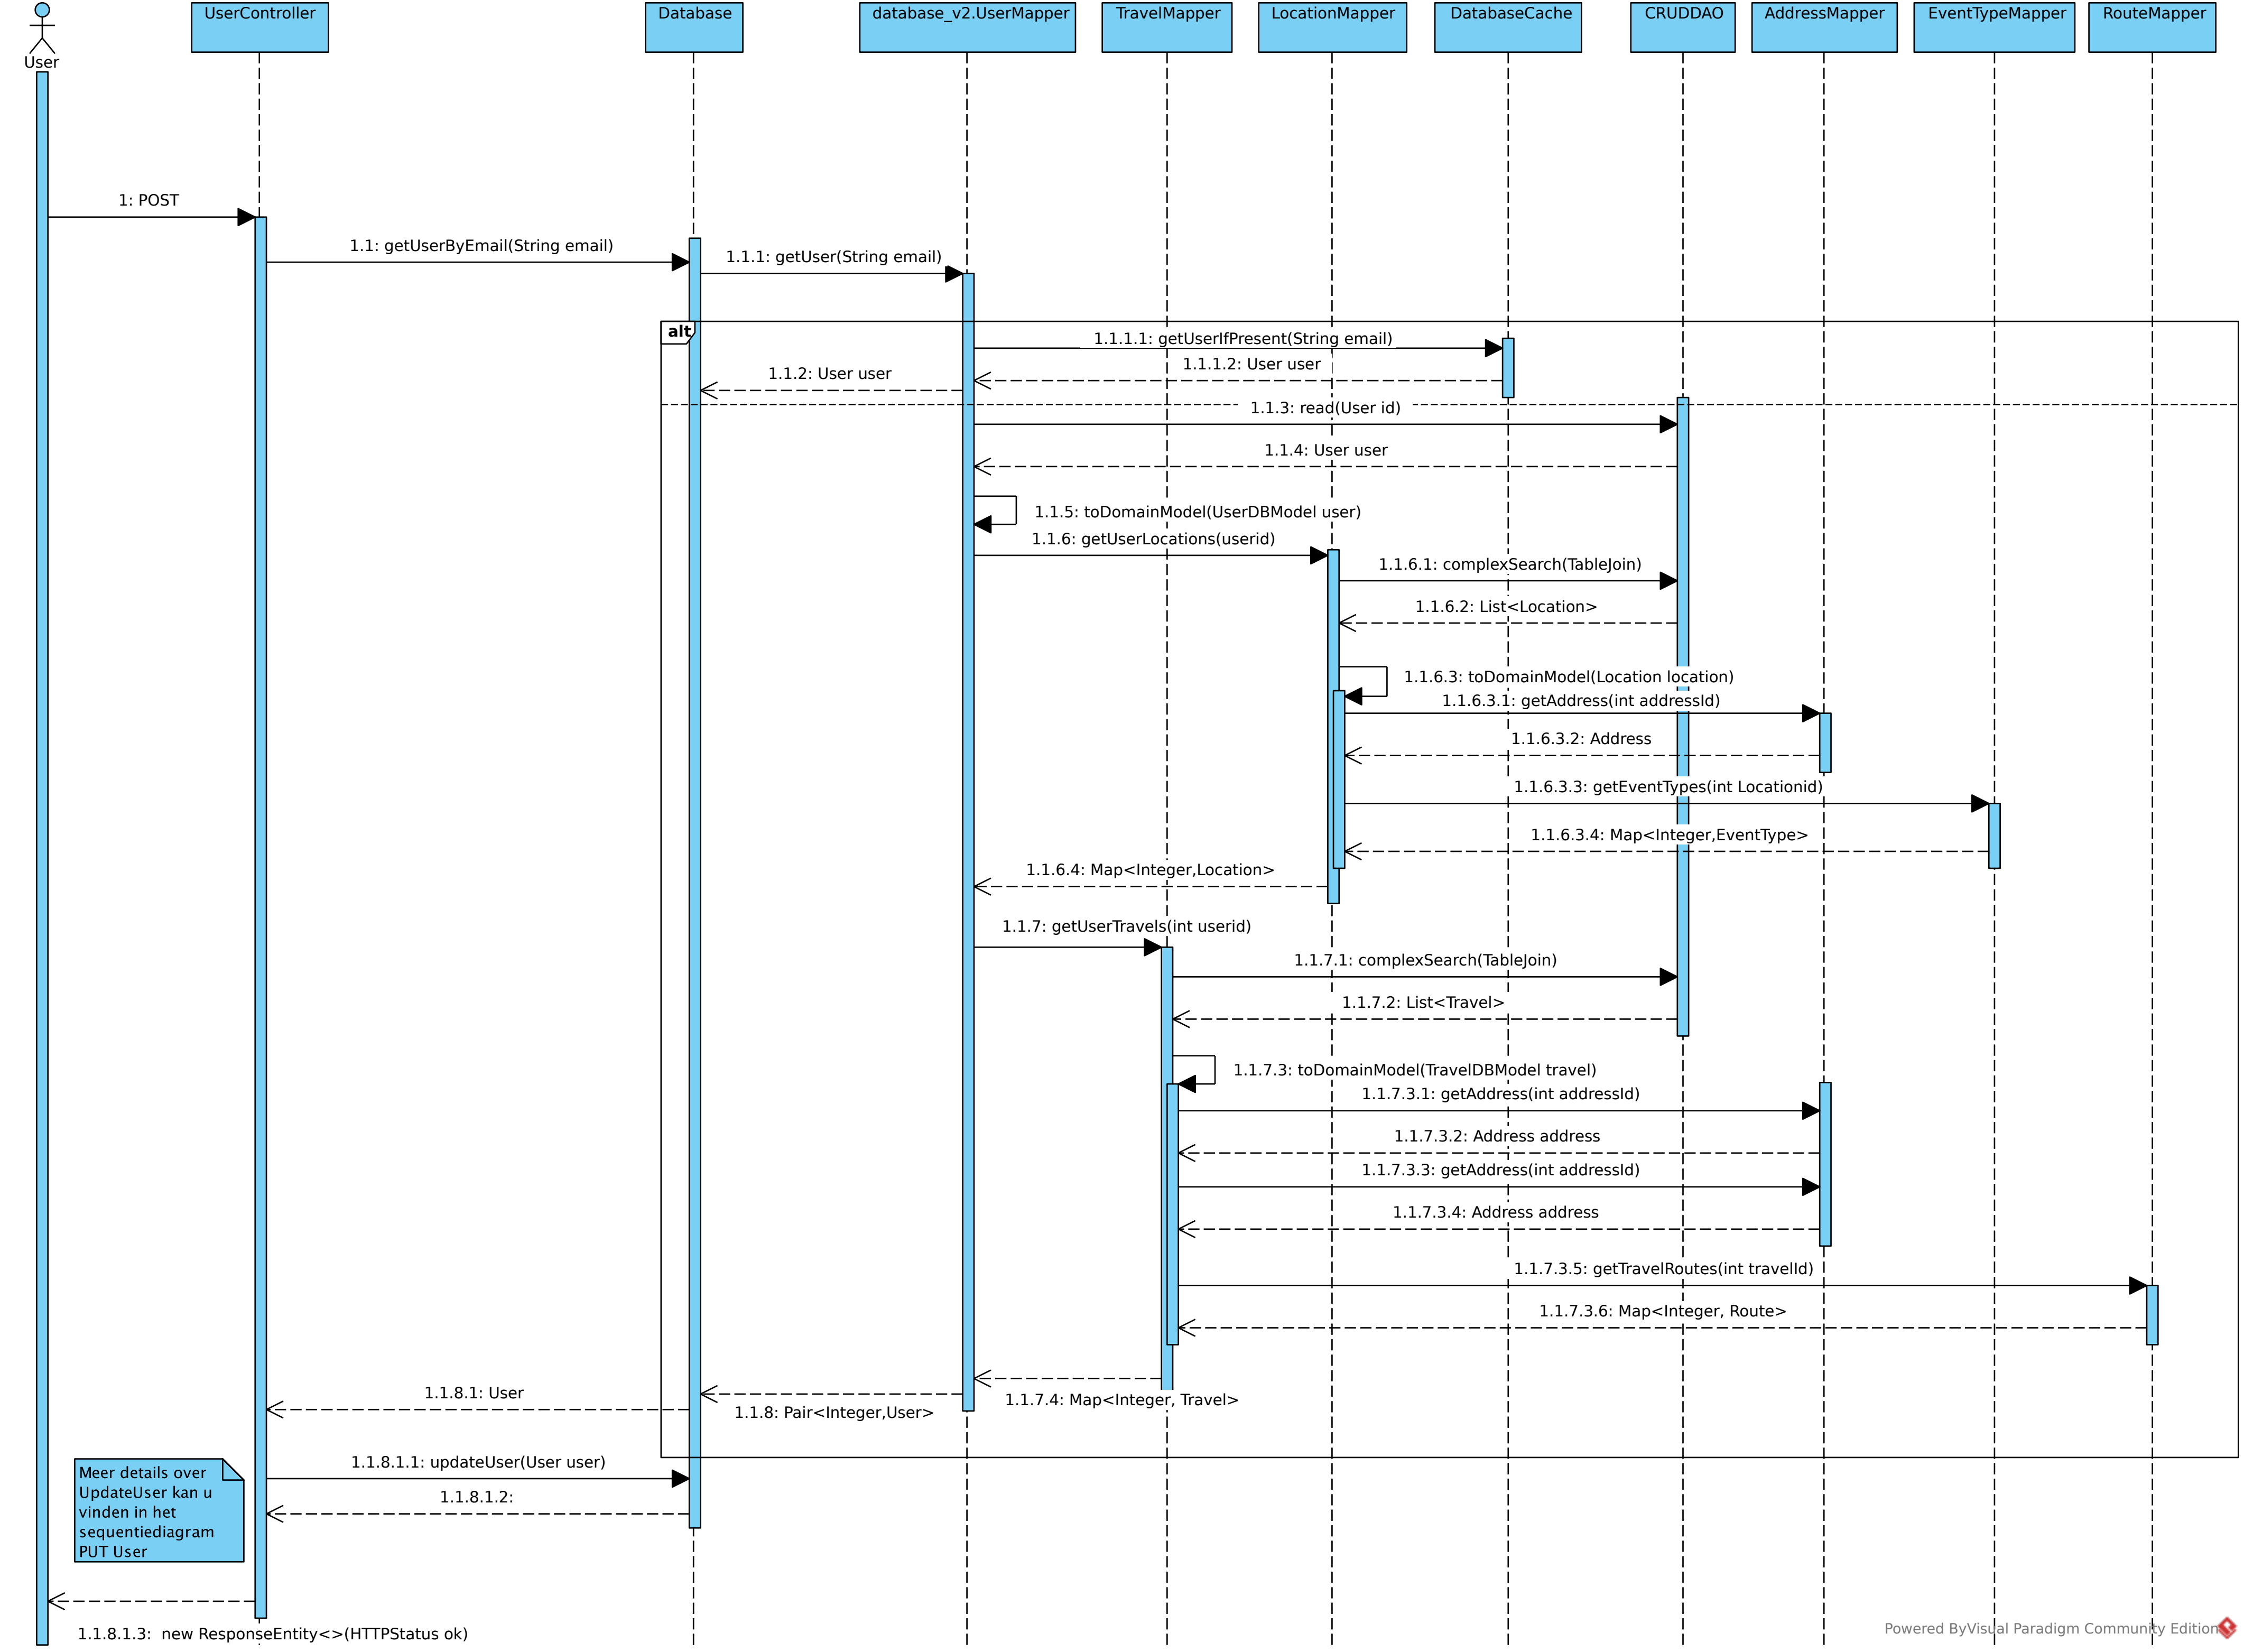 User
UserController
Database
database_v2.UserMapper
TravelMapper
LocationMapper
DatabaseCache
CRUDDAO
AddressMapper
EventTypeMapper
RouteMapper
1: POST
1.1: getUserByEmail(String email)
1.1.1: getUser(String email)
alt
1.1.1.1: getUserIfPresent(String email)
1.1.1.2: User user
1.1.2: User user
1.1.3: read(User id)
1.1.4: User user
1.1.5: toDomainModel(UserDBModel user)
1.1.6: getUserLocations(userid)
1.1.6.1: complexSearch(TableJoin)
1.1.6.2: List<Location>
1.1.6.3: toDomainModel(Location location)
1.1.6.3.1: getAddress(int addressId)
1.1.6.3.2: Address
1.1.6.3.3: getEventTypes(int Locationid)
1.1.6.3.4: Map<Integer,EventType>
1.1.6.4: Map<Integer,Location>
1.1.7: getUserTravels(int userid)
1.1.7.1: complexSearch(TableJoin)
1.1.7.2: List<Travel>
1.1.7.3: toDomainModel(TravelDBModel travel)
1.1.7.3.1: getAddress(int addressId)
1.1.7.3.2: Address address
1.1.7.3.3: getAddress(int addressId)
1.1.7.3.4: Address address
1.1.7.3.5: getTravelRoutes(int travelId)
1.1.7.3.6: Map<Integer, Route>
1.1.7.4: Map<Integer, Travel>
1.1.8: Pair<Integer,User>
1.1.8.1: User
1.1.8.1.1: updateUser(User user)
1.1.8.1.2:
Meer details over
UpdateUser kan u
vinden in het
sequentiediagram
PUT User
1.1.8.1.3:  new ResponseEntity<>(HTTPStatus ok)
Powered ByVisual Paradigm Community Edition